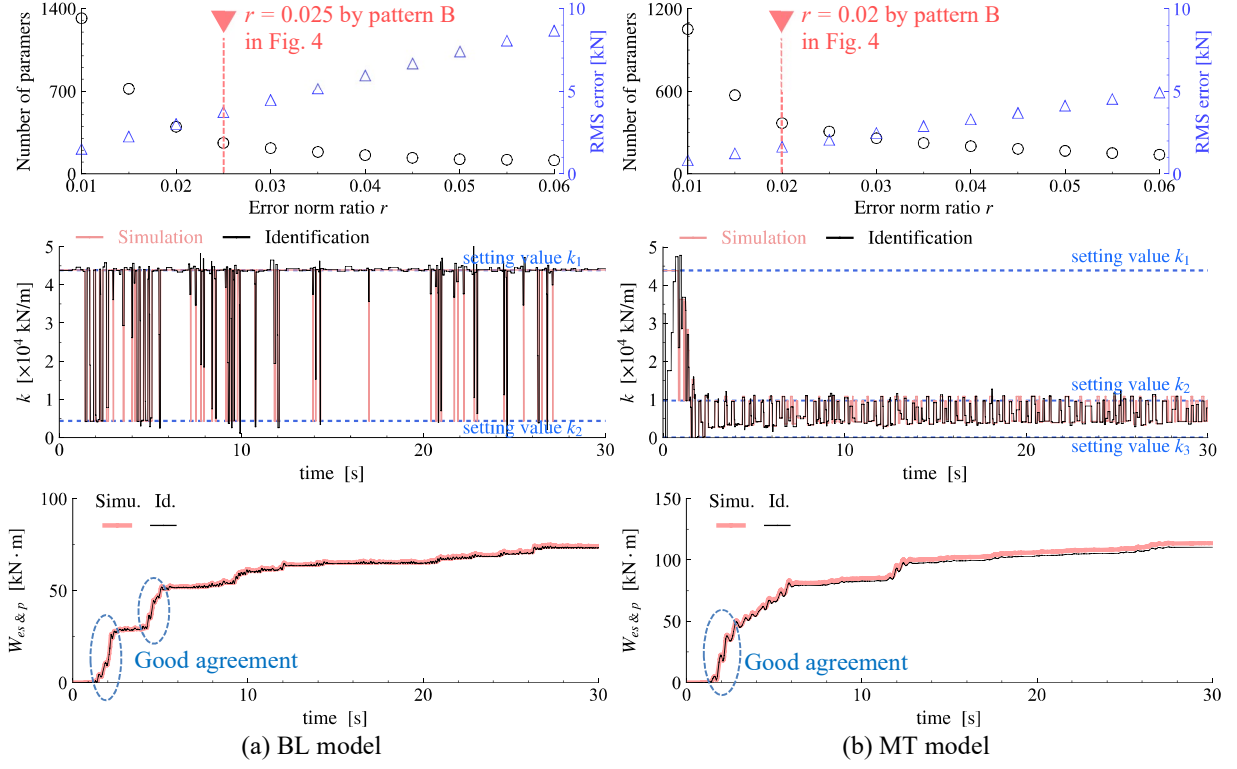 1400
700
0
Number of paramers
r = 0.025 by pattern B
in Fig. 4
10
5
0
RMS error [kN]
0.01
0.02
0.03
0.04
0.05
0.06
Error norm ratio r
1200
600
0
Number of paramers
r = 0.02 by pattern B
in Fig. 4
10
5
0
RMS error [kN]
0.01
0.02
0.03
0.04
0.05
0.06
Error norm ratio r
Simulation
Identification
5
4
3
2
1
0
k [×10⁴ kN/m]
setting value k₁
setting value k₂
0
10
20
30
time [s]
Simulation
Identification
5
4
3
2
1
0
k [×10⁴ kN/m]
setting value k₁
setting value k₂
setting value k₃
0
10
20
30
time [s]
100
50
0
W es & p [kN · m]
Simu.
Id.
Good agreement
0
10
20
30
time [s]
150
100
50
0
W es & p [kN · m]
Simu.
Id.
Good agreement
0
10
20
30
time [s]
(a) BL model
(b) MT model